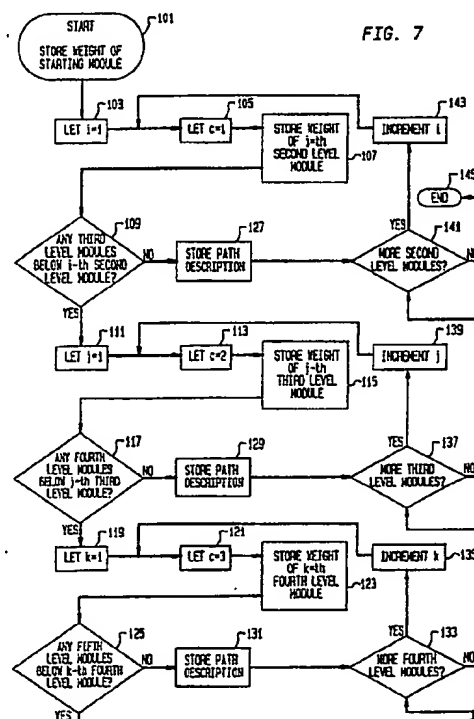 FIG. 7
101
START
STORE WEIGHT OF
STARTING MODULE
103
LET i=1
105
LET c=1
STORE WEIGHT
OF j=th
SECOND LEVEL
MODULE
107
143
INCREMENT i
145
END
109
ANY THIRD
LEVEL MODULES
BELOW i-th SECOND
LEVEL MODULE?
NO
YES
127
STORE PATH
DESCRIPTION
YES
141
MORE SECOND
LEVEL MODULES?
NO
111
LET j=1
113
LET c=2
STORE WEIGHT
OF j-th
THIRD LEVEL
MODULE
115
139
INCREMENT j
117
ANY FOURTH
LEVEL MODULES
BELOW j-th THIRD
LEVEL MODULE?
NO
YES
129
STORE PATH
DESCRIPTION
YES
137
MORE THIRD
LEVEL MODULES?
NO
119
LET k=1
121
LET c=3
STORE WEIGHT
OF k=th
FOURTH LEVEL
MODULE
123
INCREMENT k
135
125
ANY FIFTH
LEVEL MODULES
BELOW k-th FOURTH
LEVEL MODULE?
NO
YES
131
STORE PATH
DESCRIPTION
YES
133
MORE FOURTH
LEVEL MODULES?
NO